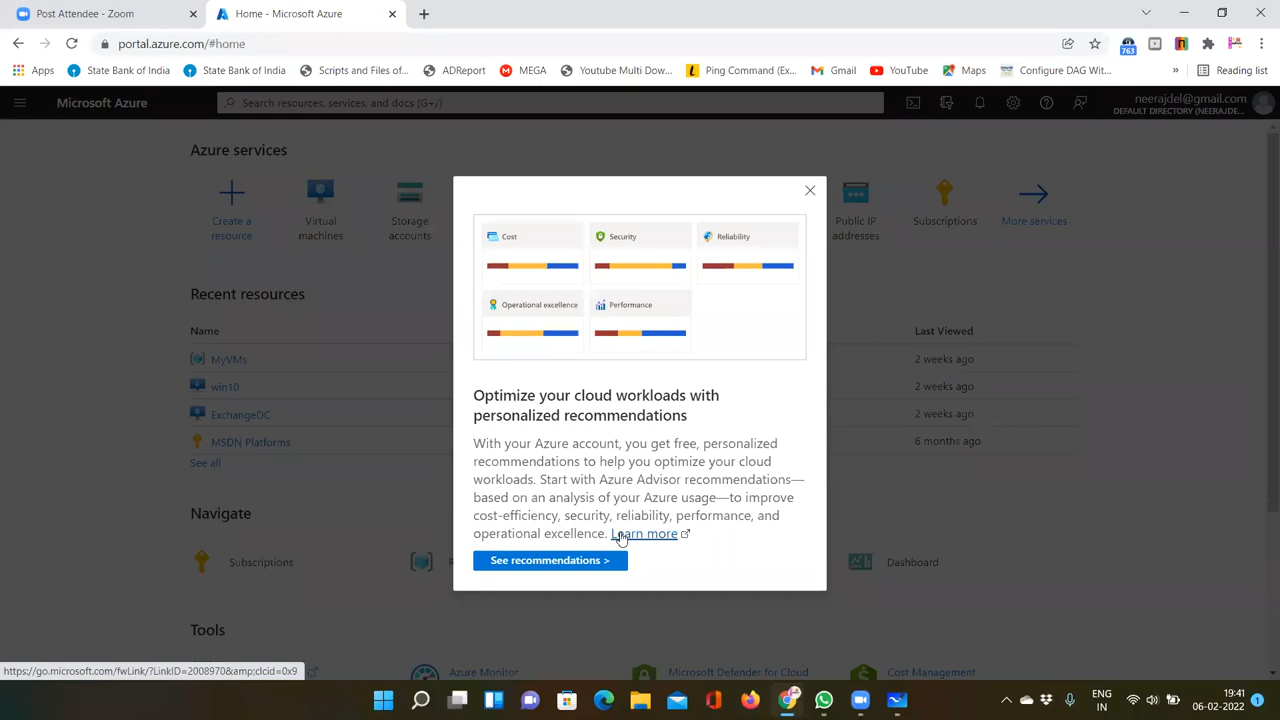 Post Attendee - Zoom
Home - Microsoft Azure
portal.azure.com/#home
763
Apps
State Bank of India
State Bank of India
Scripts and Files of...
ADReport
MEGA
Youtube Multi Dow...
Ping Command (Ex...
Gmail
YouTube
Maps
Configure DAG Wit...
»
Reading list
Microsoft Azure
Search resources, services, and docs (G+/)
neerajdel@gmail.com
DEFAULT DIRECTORY (NEERAJDE...
Azure services
Create a
resource
Virtual
machines
Storage
accounts
Public IP
addresses
Subscriptions
More services
Recent resources
Name
Last Viewed
MyVMs
2 weeks ago
win10
2 weeks ago
ExchangeDC
2 weeks ago
MSDN Platforms
6 months ago
See all
Navigate
Subscriptions
R
Dashboard
Tools
Azure Monitor
Microsoft Defender for Cloud
Cost Management
Cost
Security
Reliability
Operational excellence
Performance
Optimize your cloud workloads with
personalized recommendations
With your Azure account, you get free, personalized
recommendations to help you optimize your cloud
workloads. Start with Azure Advisor recommendations—
based on an analysis of your Azure usage—to improve
cost-efficiency, security, reliability, performance, and
operational excellence. Learn more
See recommendations >
https://go.microsoft.com/fwLink/?LinkID=2008970&amp;clcid=0x9
ENG
IN
19:41
06-02-2022
1